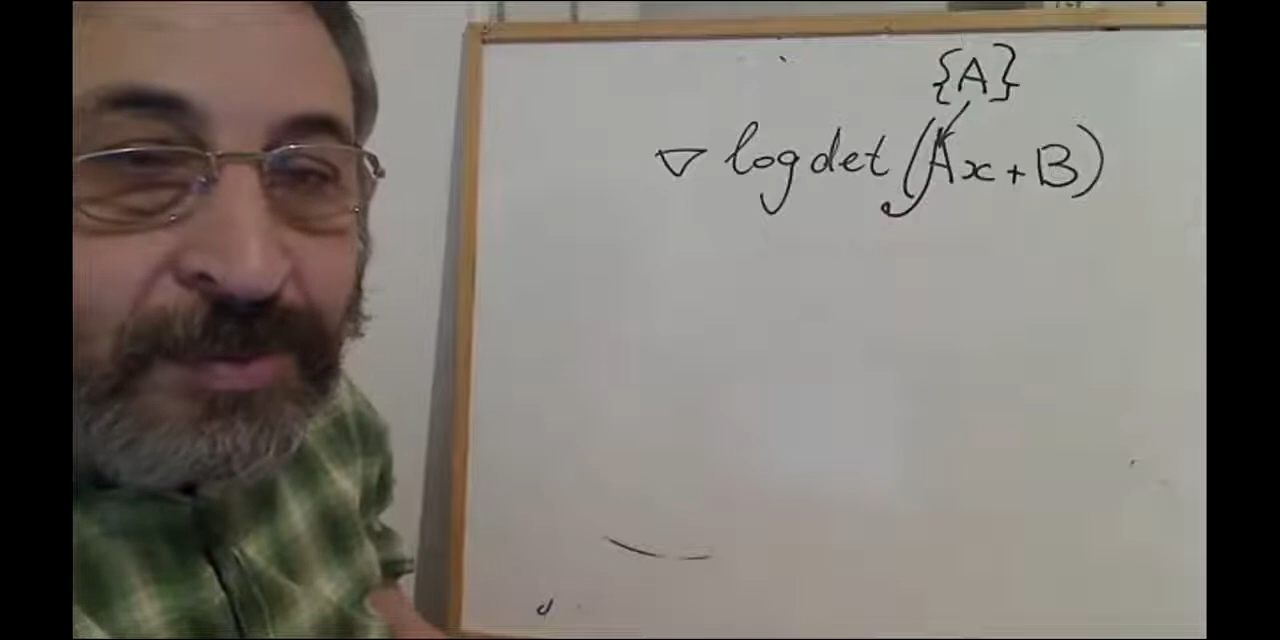 {A}
∇ log det (Ax + B)